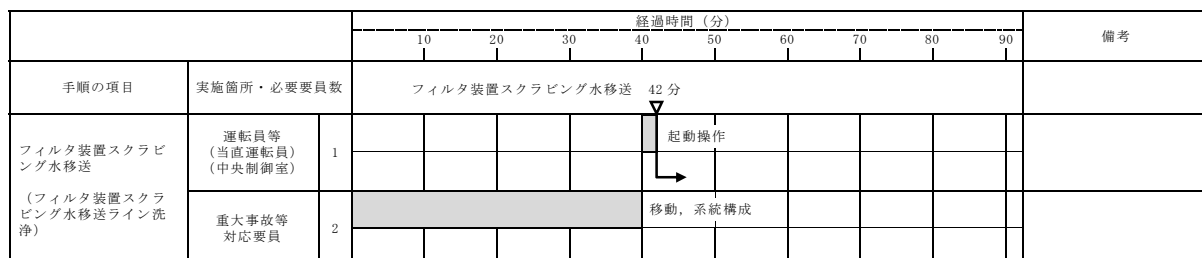 経過時間（分）
10 20 30 40 50 60 70 80 90
備考
手順の項目
実施箇所・必要要員数
フィルタ装置スクラビング水移送 42分
フィルタ装置スクラビ
ング水移送
（フィルタ装置スクラ
ビング水移送ライン洗
浄）
運転員等
（当直運転員）
（中央制御室）
1
起動操作
重大事故等
対応要員
2
移動，系統構成